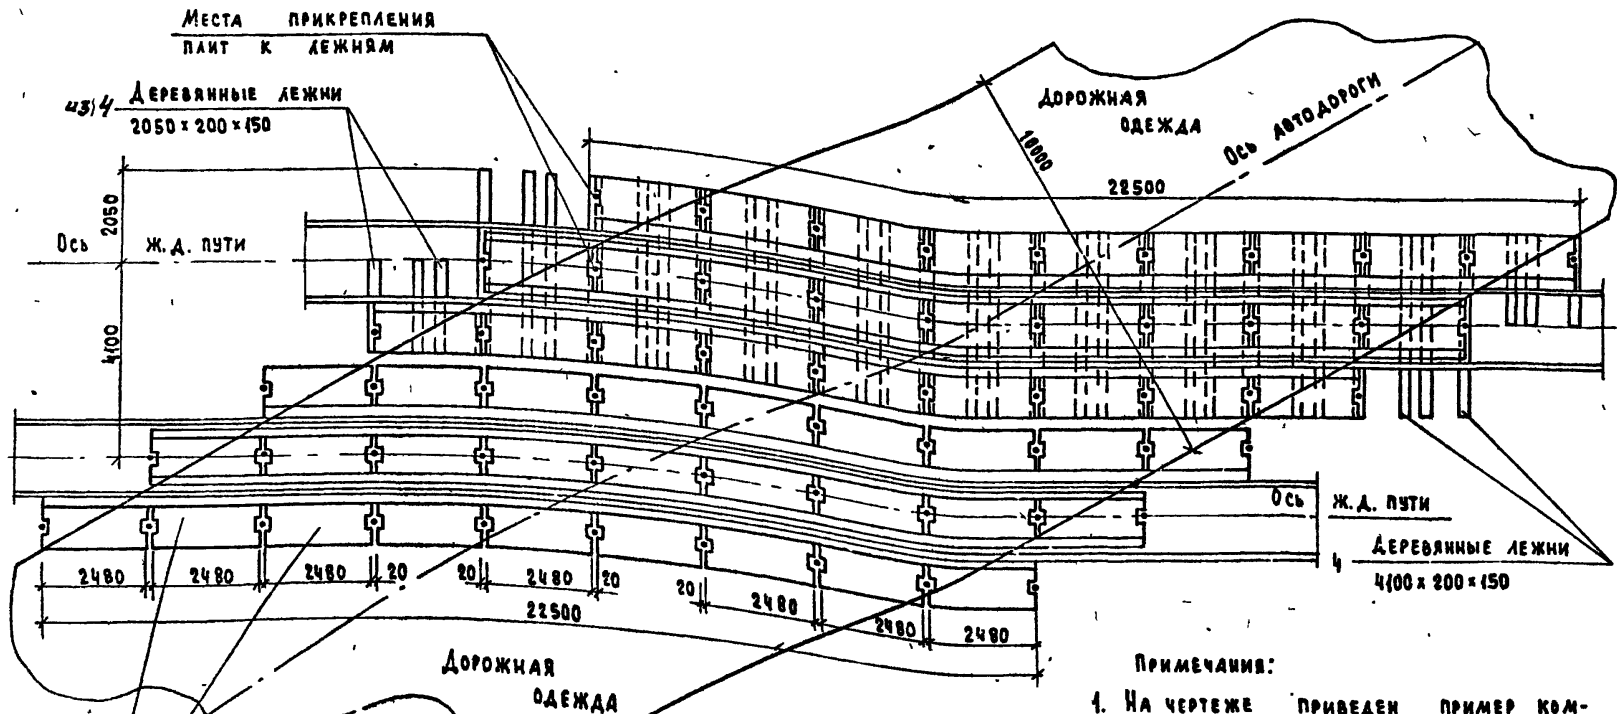 Места прикрепления
плит к лежням
из 4 Деревянные лежни
2050 х 200 х 150
Дорожная
одежда
Ось автодороги
10000
22500
2050
Ось ж.д. пути
4100
Ось ж.д. пути
4 Деревянные лежни
4100 х 200 х 150
2480 2480 2480 20 20 2480 20
20 2480
2480 2480
22500
Дорожная
одежда
Примечания:
1. На чертеже приведен пример ком-